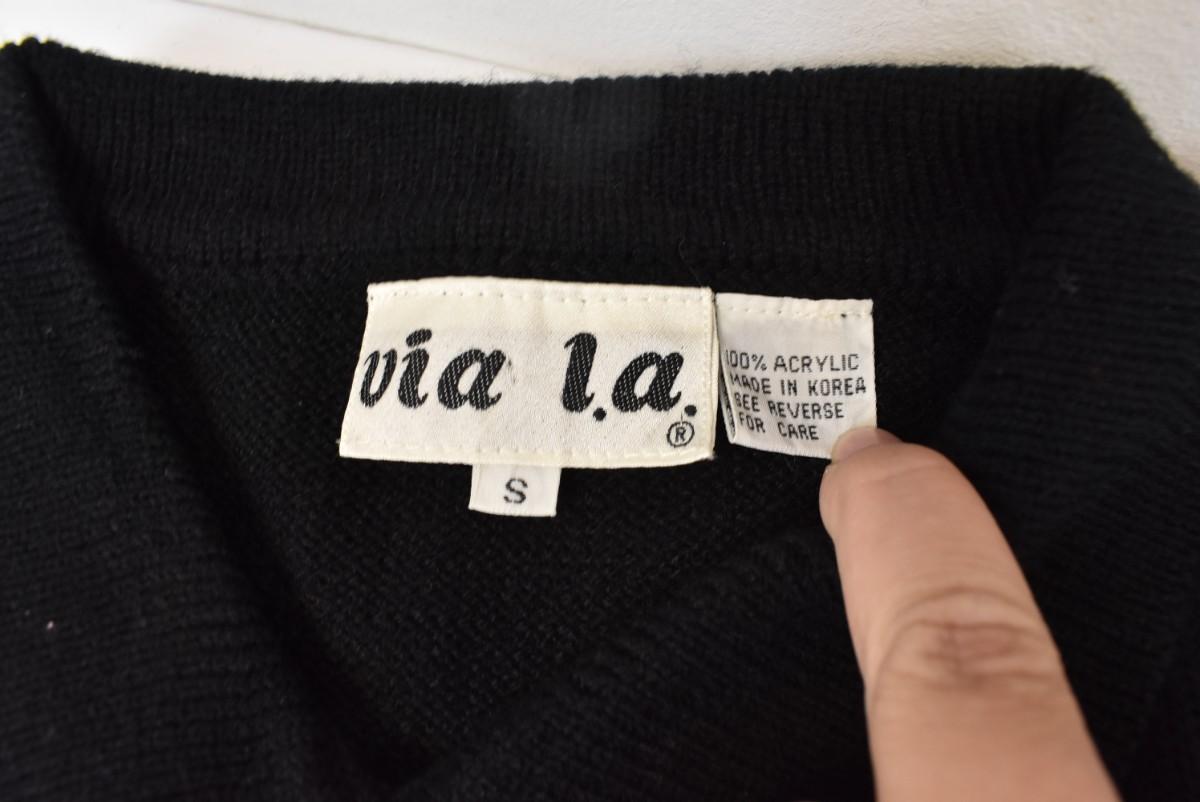 via l.a.
®
S
100% ACRYLIC
MADE IN KOREA
SEE REVERSE
FOR CARE